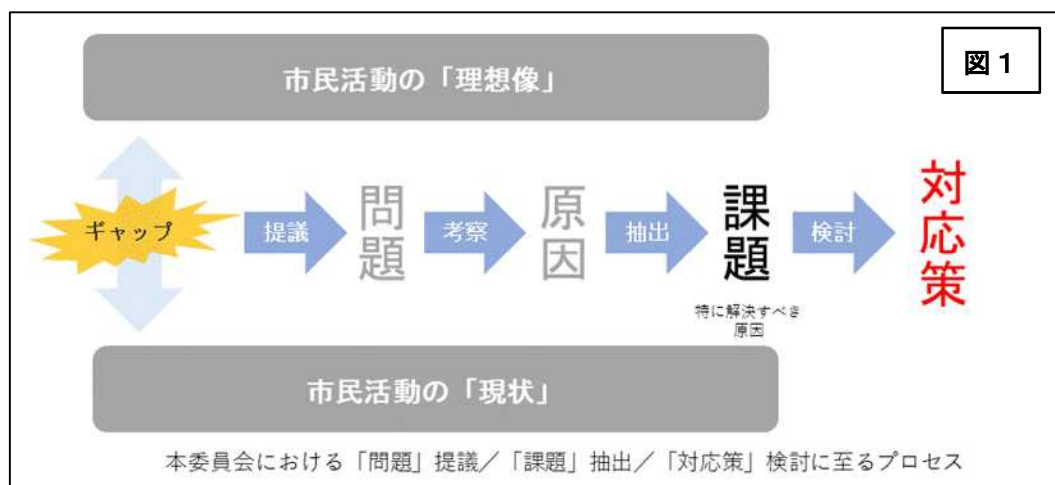 図1
市民活動の「理想像」
ギャップ
提議
問題
考察
原因
抽出
課題
特に解決すべき
原因
検討
対応策
市民活動の「現状」
本委員会における「問題」提議／「課題」抽出／「対応策」検討に至るプロセス